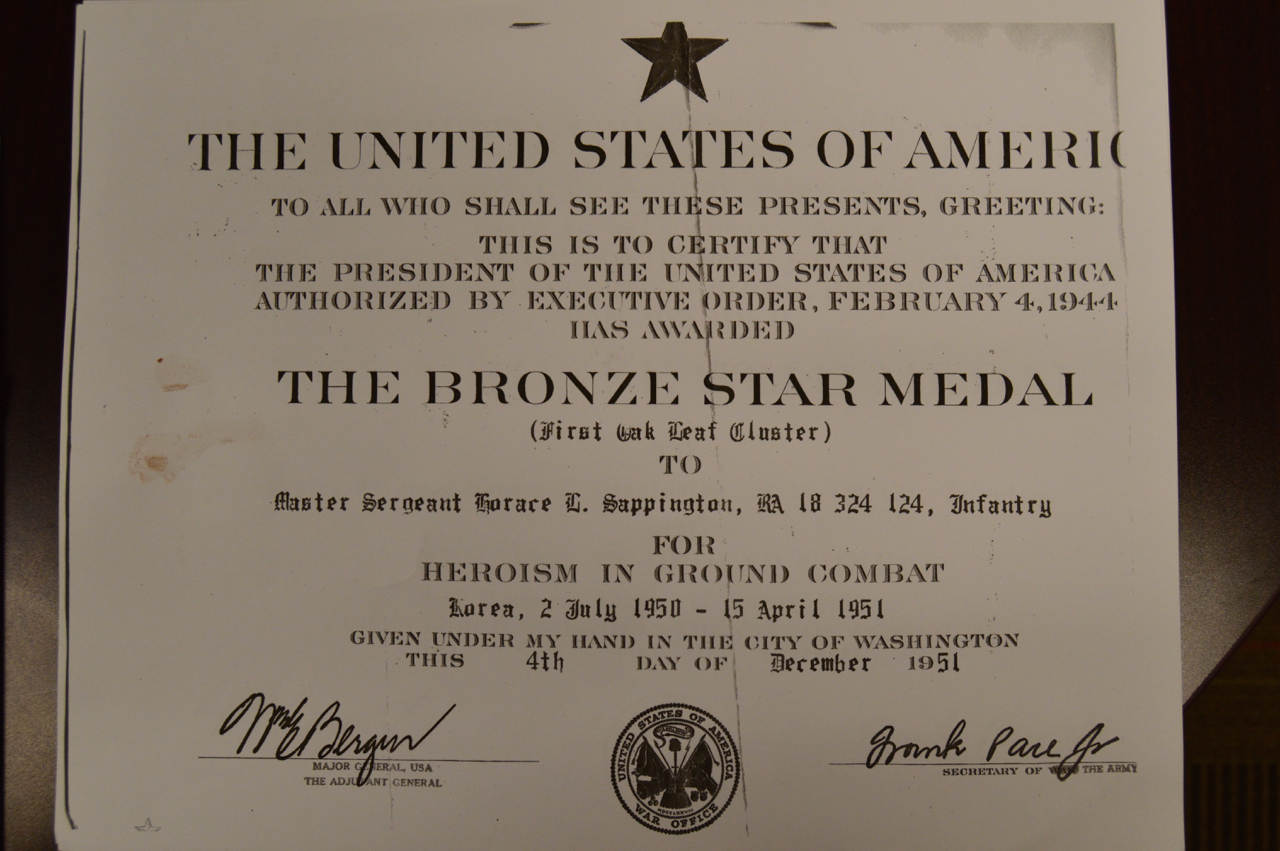 THE UNITED STATES OF AMERIC
TO ALL WHO SHALL SEE THESE PRESENTS, GREETING:
THIS IS TO CERTIFY THAT
THE PRESIDENT OF THE UNITED STATES OF AMERICA
AUTHORIZED BY EXECUTIVE ORDER, FEBRUARY 4, 1944
HAS AWARDED
THE BRONZE STAR MEDAL
(First Oak Leaf Cluster)
TO
Master Sergeant Horace L. Sappington, RA 18 324 124, Infantry
FOR
HEROISM IN GROUND COMBAT
Korea, 2 July 1950 - 15 April 1951
GIVEN UNDER MY HAND IN THE CITY OF WASHINGTON
THIS 4th DAY OF December 1951
Wm E Bergin
MAJOR GENERAL, USA
THE ADJUTANT GENERAL
UNITED STATES OF AMERICA
WAR OFFICE
Frank Pace Jr
SECRETARY OF THE ARMY